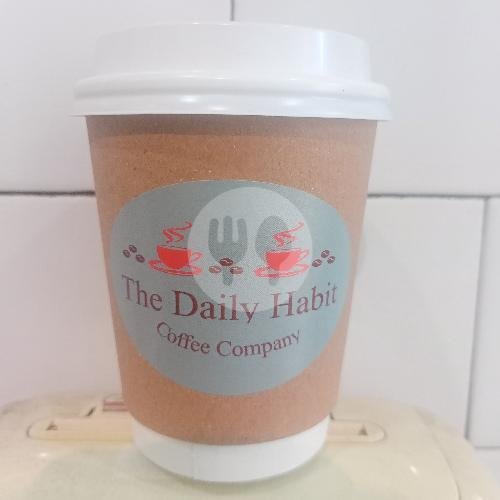 The Daily Habit
Coffee Company